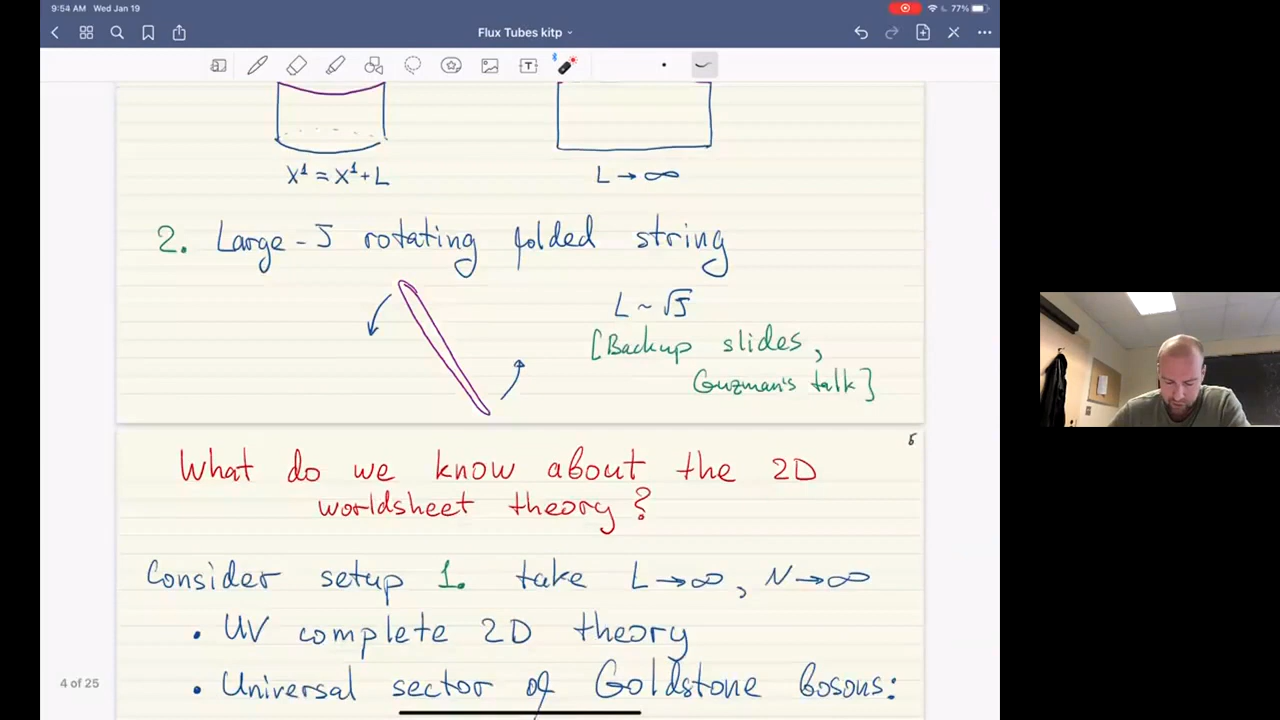 9:54 AM Wed Jan 19
77%
Flux Tubes kitp
X¹ = X¹ + L
L → ∞
2. Large - J rotating folded string
L ~ √J
[Backup slides,
Guzman's talk]
5
What do we know about the 2D
worldsheet theory?
Consider setup 1. take L → ∞, N → ∞
• UV complete 2D theory
4 of 25
• Universal sector of Goldstone bosons: